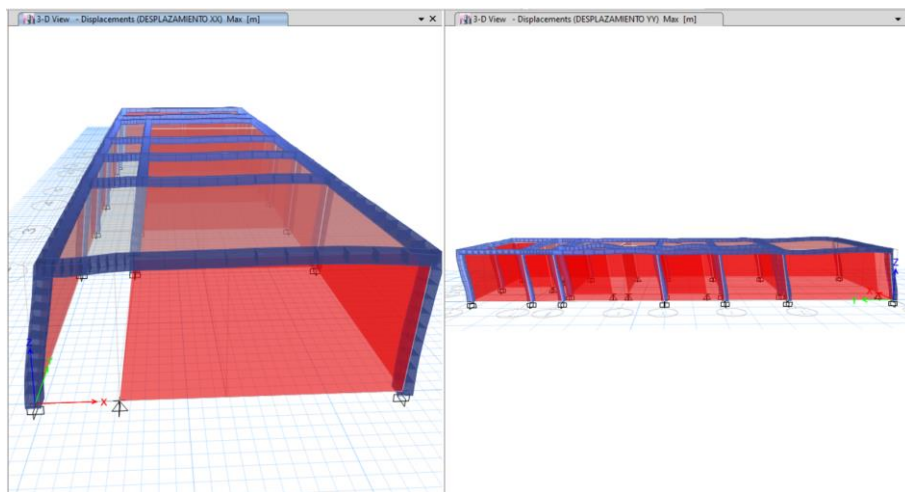 3-D View - Displacements (DESPLAZAMIENTO XX) Max [m]
3-D View - Displacements (DESPLAZAMIENTO YY) Max [m]
Z
X
Z